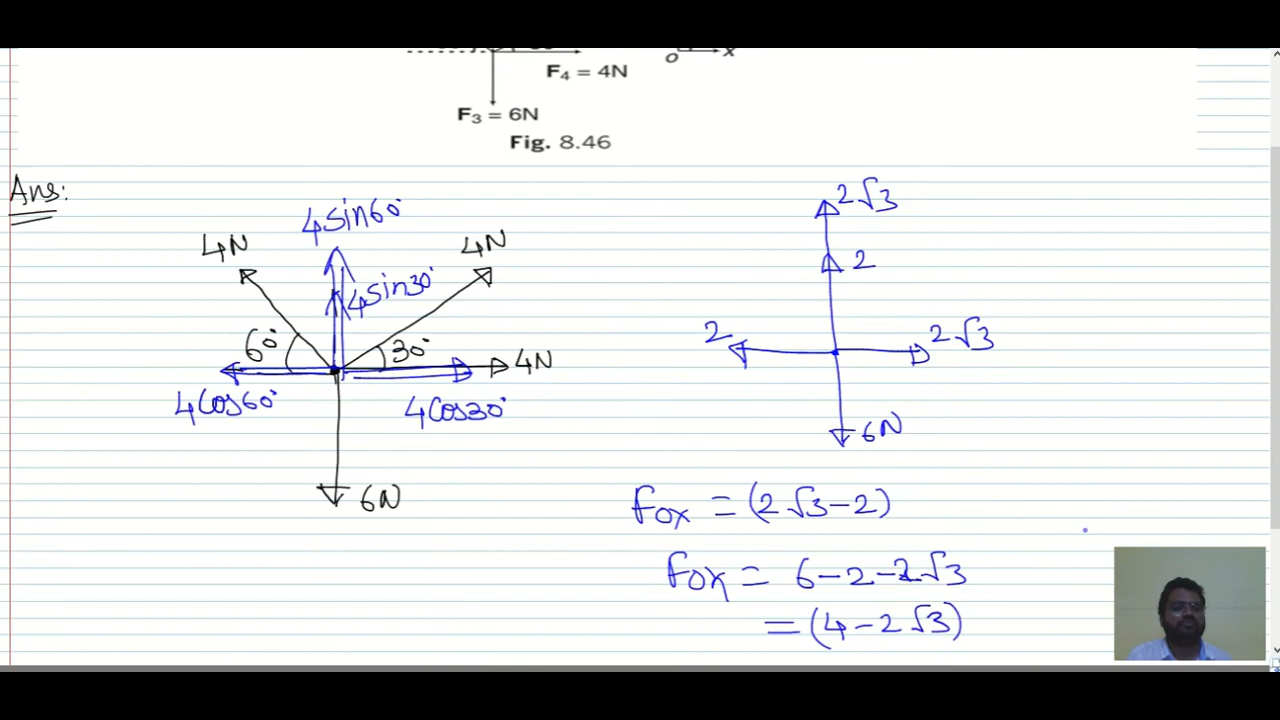 o x
F₄ = 4N
F₃ = 6N
Fig. 8.46
Ans:
4sin60°
4N
4N
4sin30°
60°
30°
4N
4cos60°
4cos30°
6N
2√3
2
2
2√3
6N
fox = (2√3-2)
fox = 6-2-2√3
= (4-2√3)